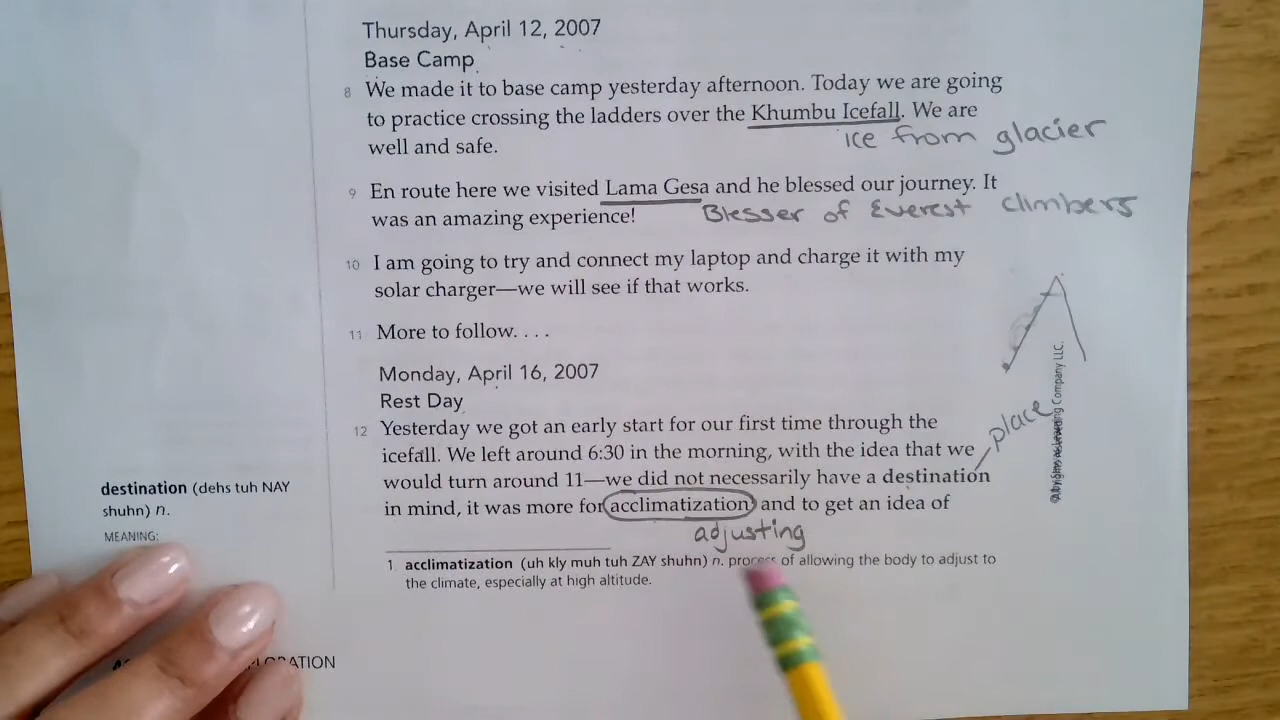 Thursday, April 12, 2007
Base Camp
8 We made it to base camp yesterday afternoon. Today we are going
to practice crossing the ladders over the Khumbu Icefall. We are
well and safe.
ice from glacier
9 En route here we visited Lama Gesa and he blessed our journey. It
was an amazing experience!
Blesser of Everest climbers
10 I am going to try and connect my laptop and charge it with my
solar charger—we will see if that works.
11 More to follow. . . .
Monday, April 16, 2007
Rest Day
12 Yesterday we got an early start for our first time through the
icefall. We left around 6:30 in the morning, with the idea that we
place
would turn around 11—we did not necessarily have a destination
in mind, it was more for acclimatization and to get an idea of
adjusting
destination (dehs tuh NAY
shuhn) n.
MEANING:
1 acclimatization (uh kly muh tuh ZAY shuhn) n. process of allowing the body to adjust to
the climate, especially at high altitude.
Company LLC.